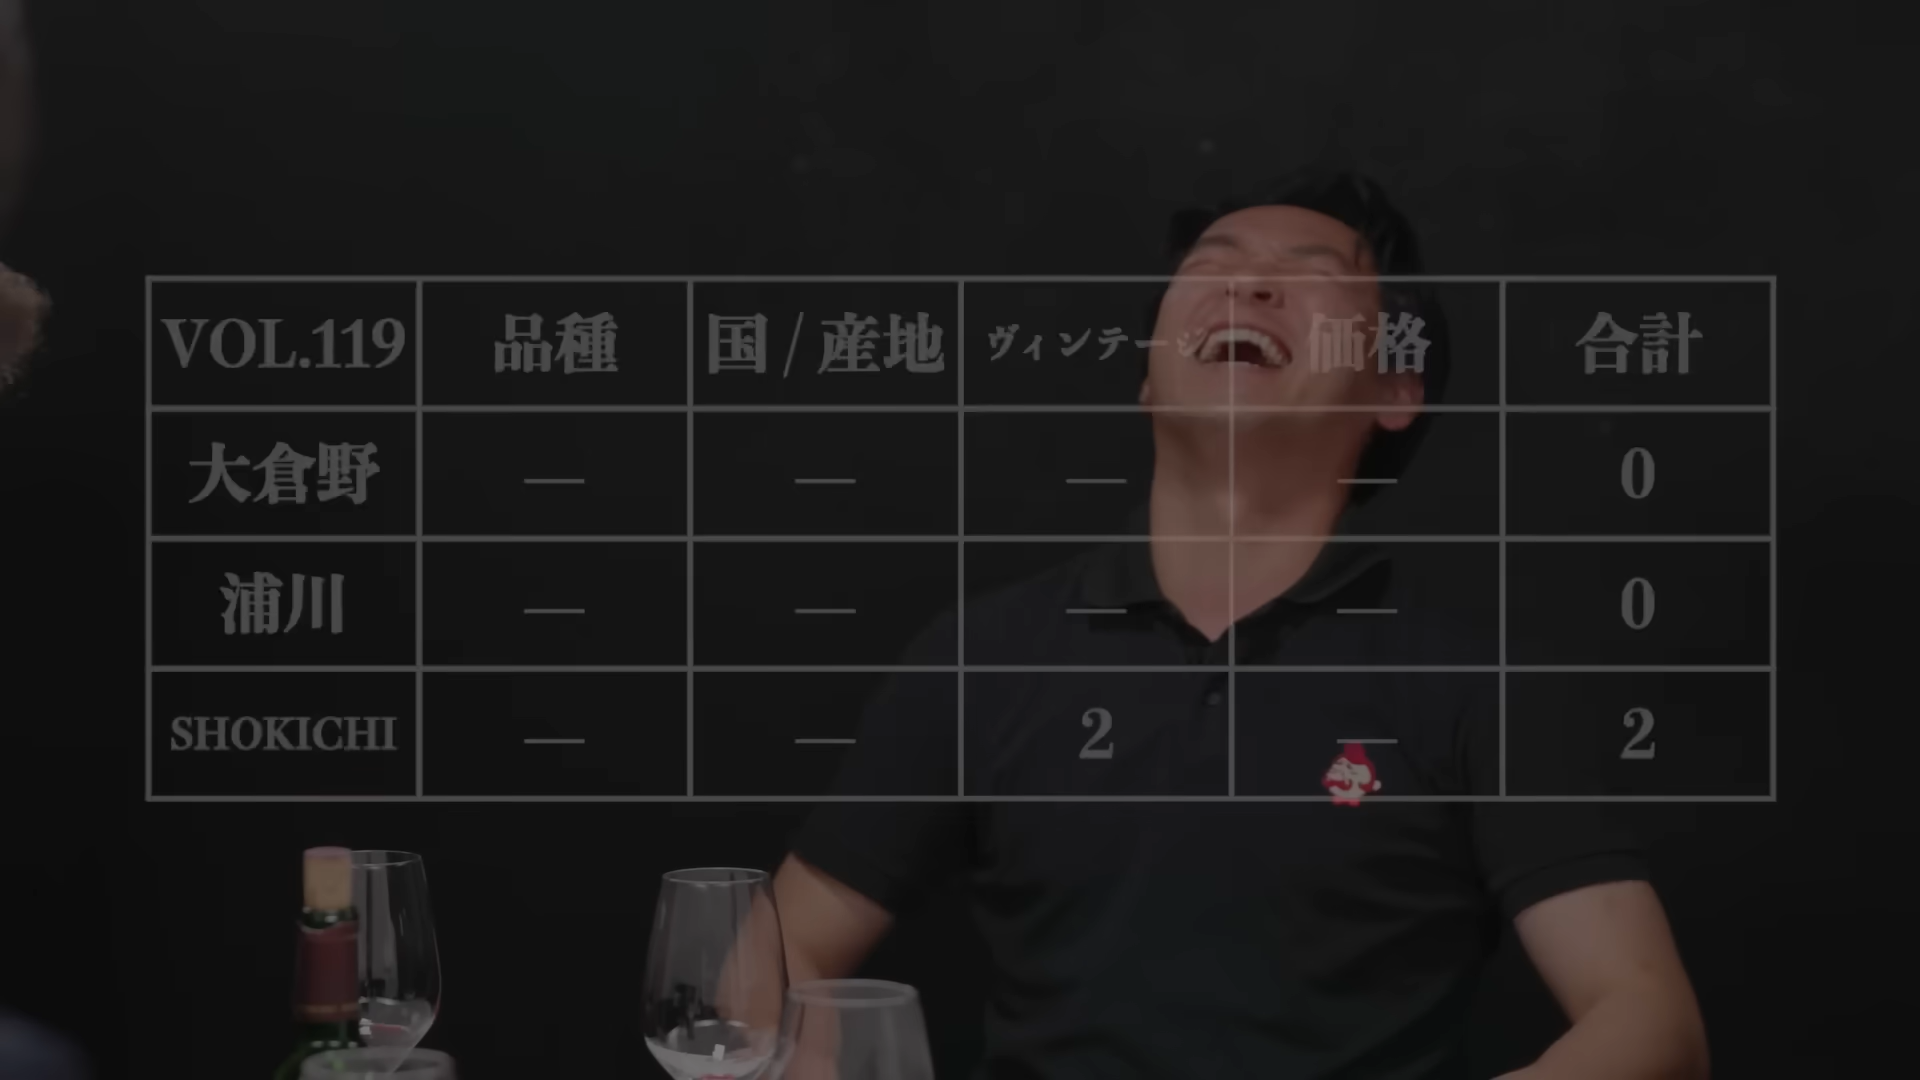 VOL.119 品種 国/産地 ヴィンテージ 価格 合計
大倉野 — — — — 0
浦川 — — — — 0
SHOKICHI — — 2 — 2